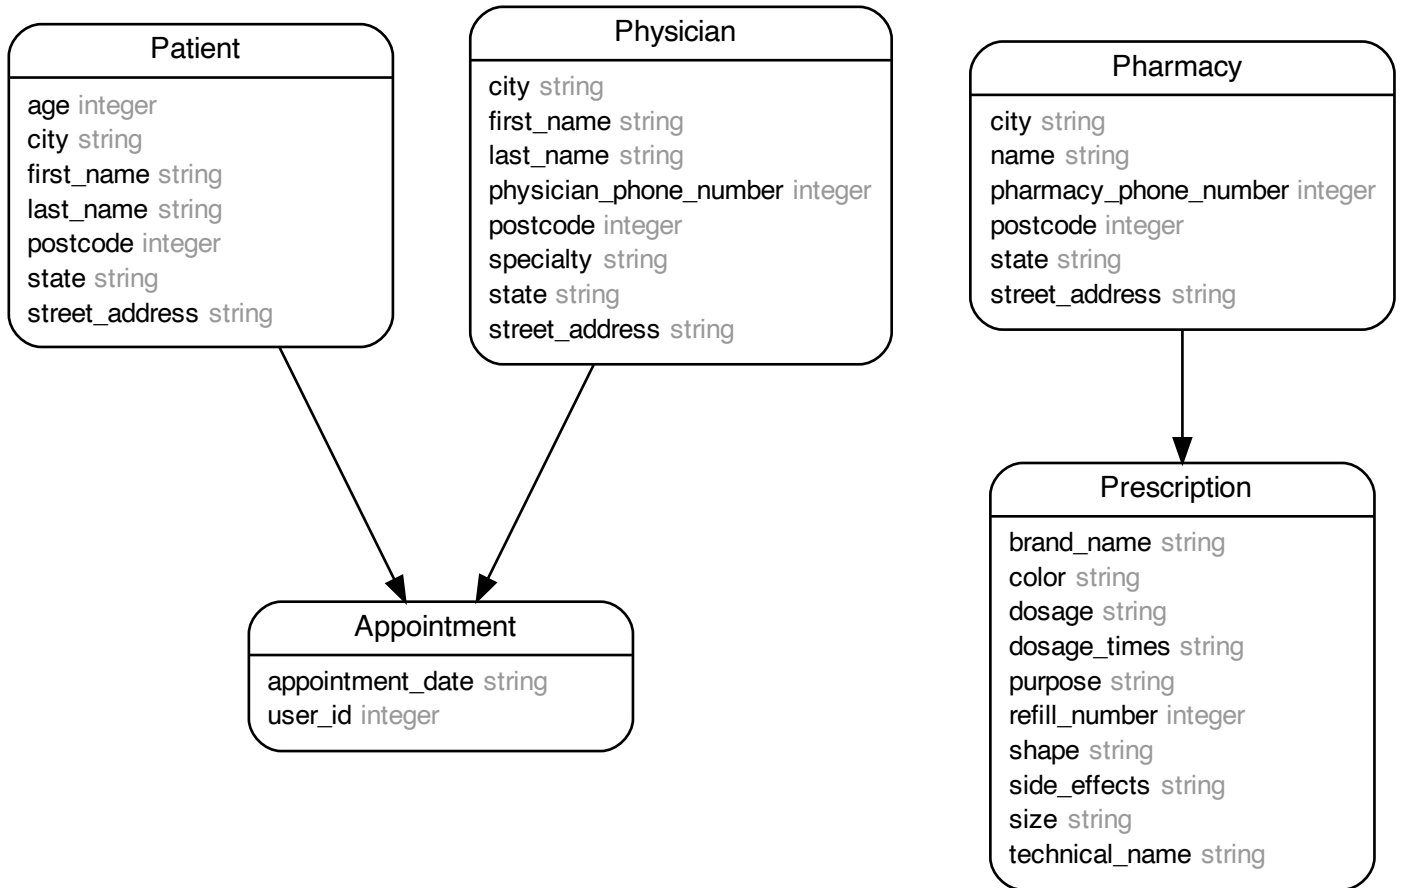 Patient
age integer
city string
first_name string
last_name string
postcode integer
state string
street_address string
Physician
city string
first_name string
last_name string
physician_phone_number integer
postcode integer
specialty string
state string
street_address string
Pharmacy
city string
name string
pharmacy_phone_number integer
postcode integer
state string
street_address string
Appointment
appointment_date string
user_id integer
Prescription
brand_name string
color string
dosage string
dosage_times string
purpose string
refill_number integer
shape string
side_effects string
size string
technical_name string